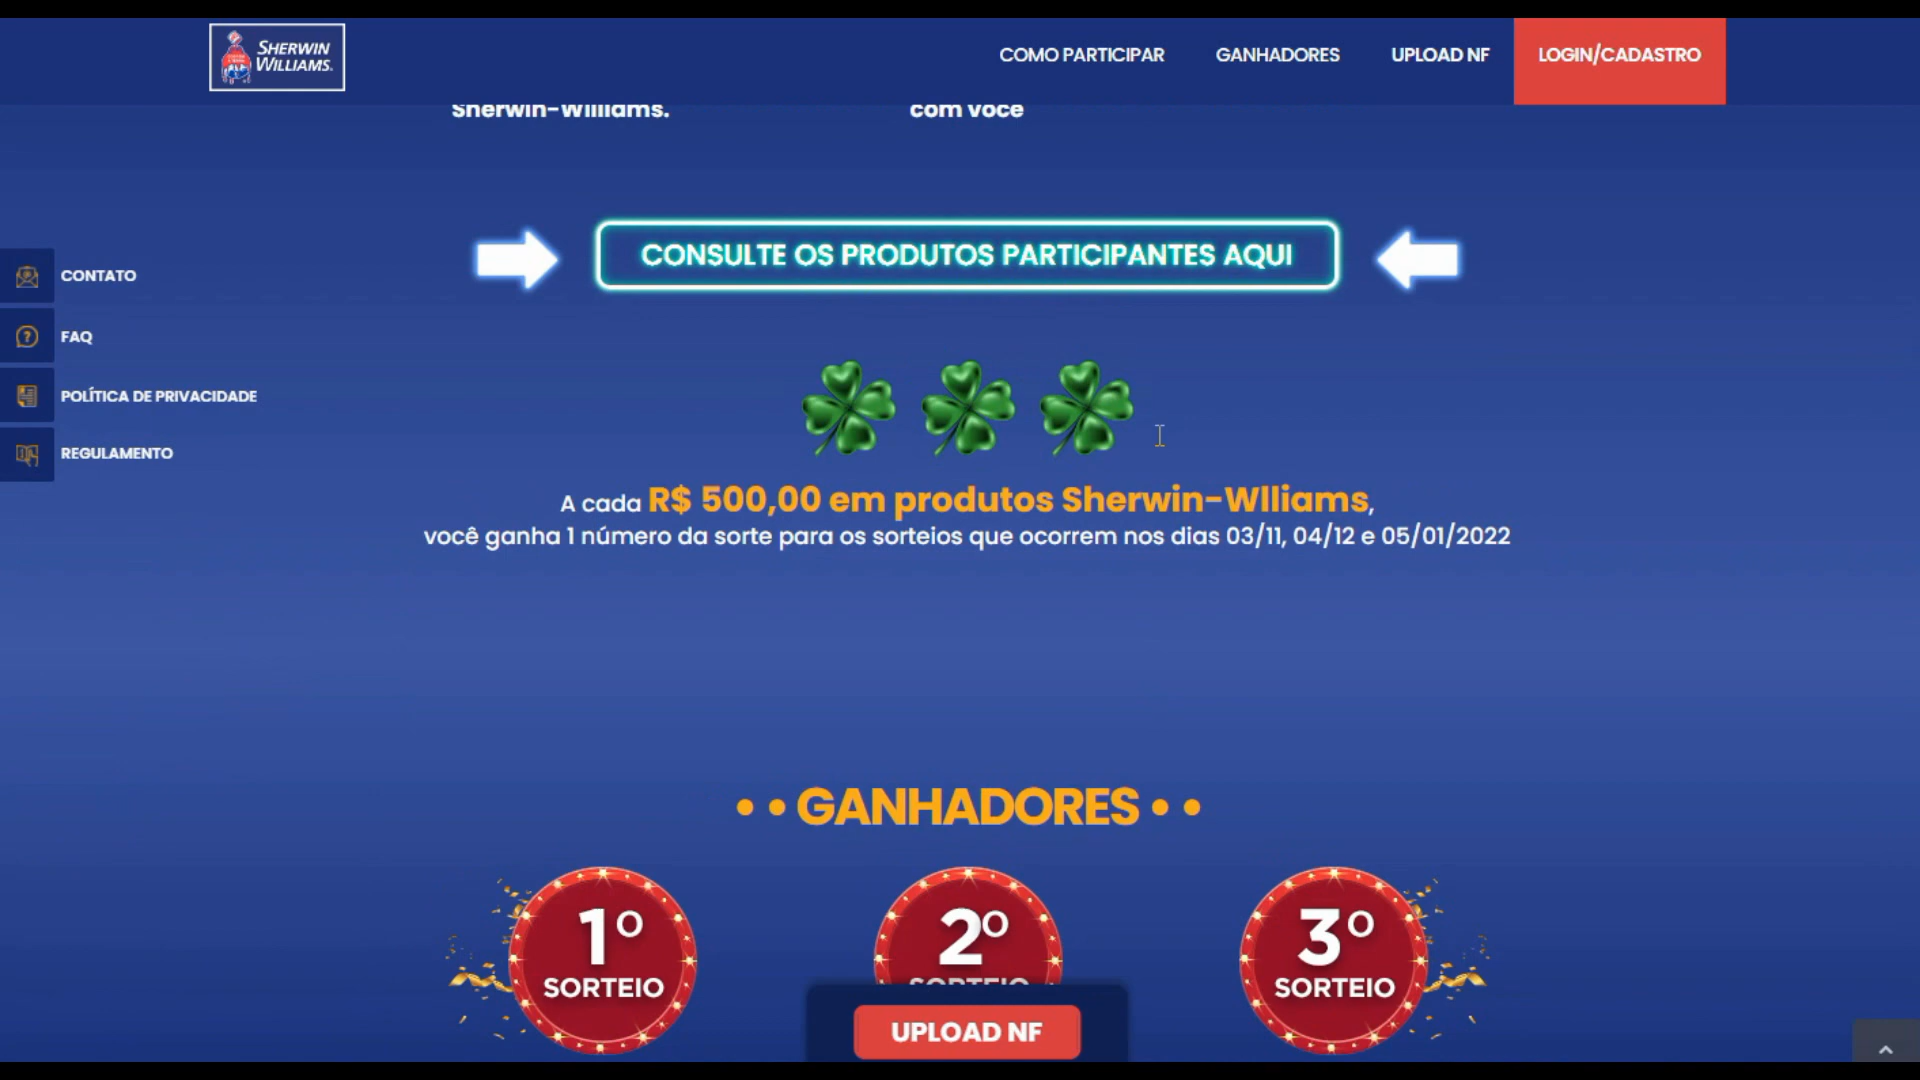 SHERWIN
WILLIAMS.
COMO PARTICIPAR
GANHADORES
UPLOAD NF
LOGIN/CADASTRO
Sherwin-Williams.
com você
CONSULTE OS PRODUTOS PARTICIPANTES AQUI
CONTATO
FAQ
POLÍTICA DE PRIVACIDADE
REGULAMENTO
A cada R$ 500,00 em produtos Sherwin-Wlliams,
você ganha 1 número da sorte para os sorteios que ocorrem nos dias 03/11, 04/12 e 05/01/2022
• • GANHADORES • •
1º
SORTEIO
2º
SORTEIO
3º
SORTEIO
UPLOAD NF